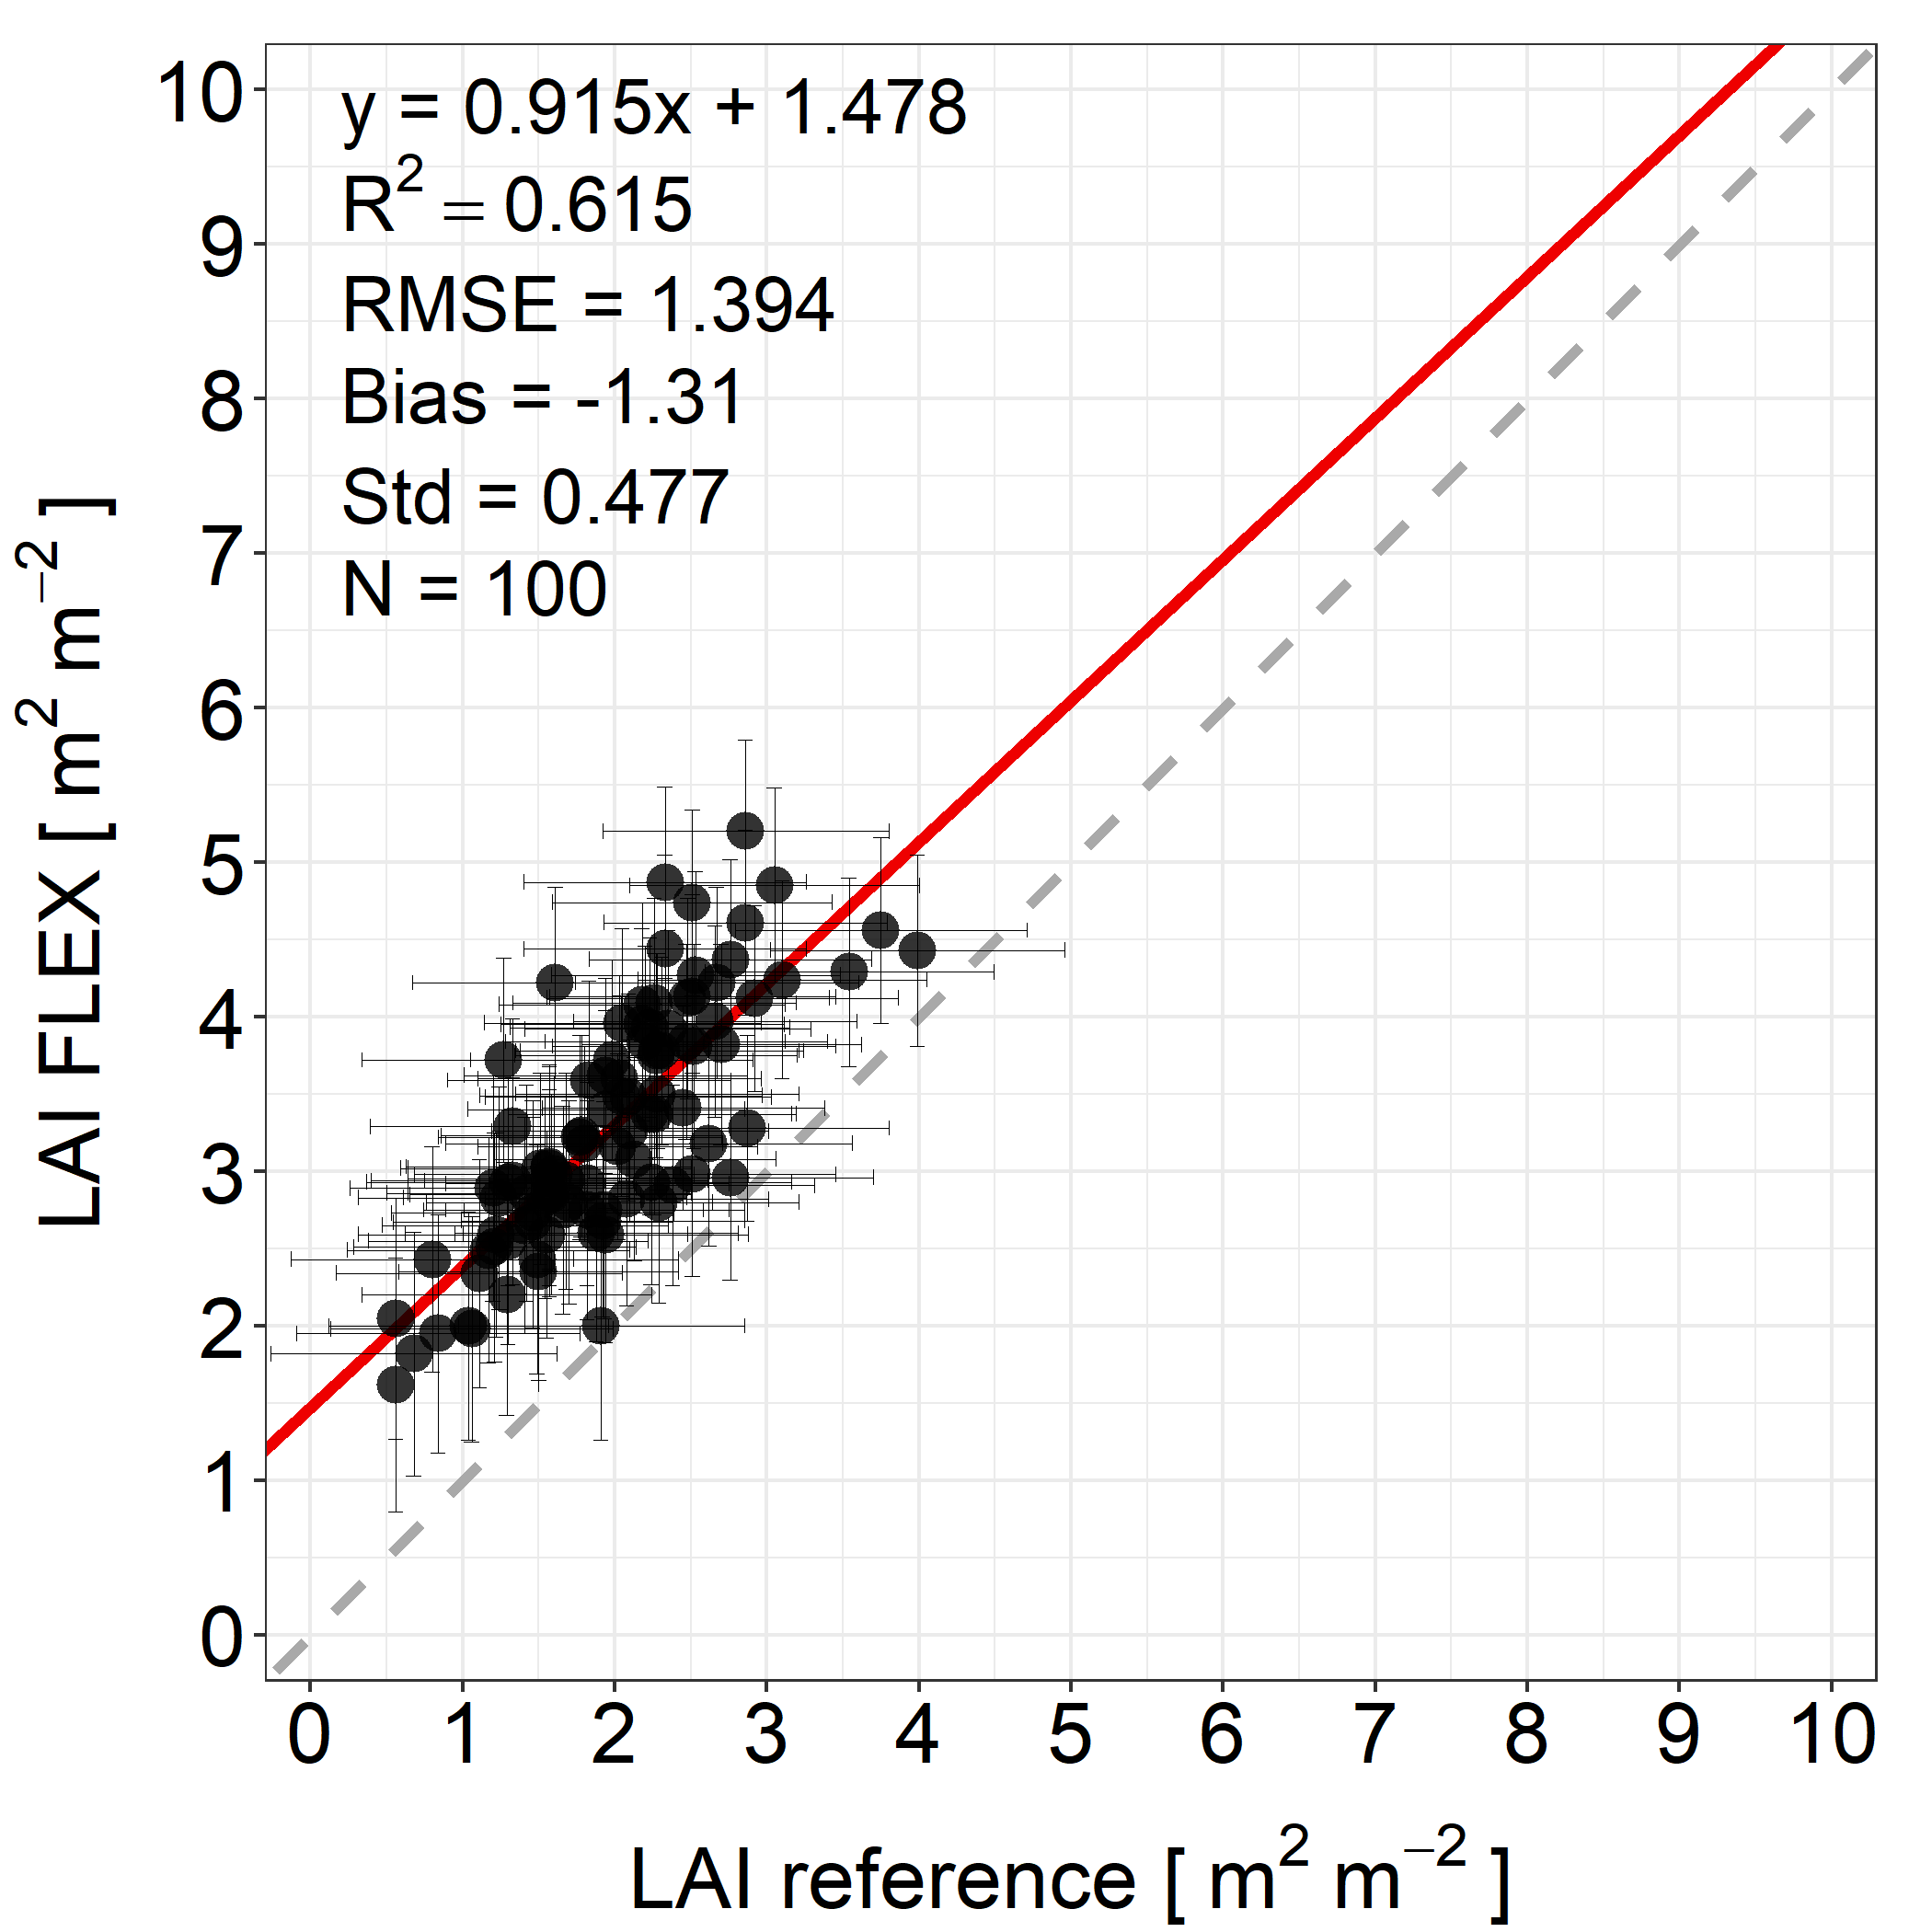 y = 0.915x + 1.478
R² = 0.615
RMSE = 1.394
Bias = -1.31
Std = 0.477
N = 100
10
9
8
7
6
5
4
3
2
1
0
LAI FLEX [ m² m⁻² ]
0 1 2 3 4 5 6 7 8 9 10
LAI reference [ m² m⁻² ]